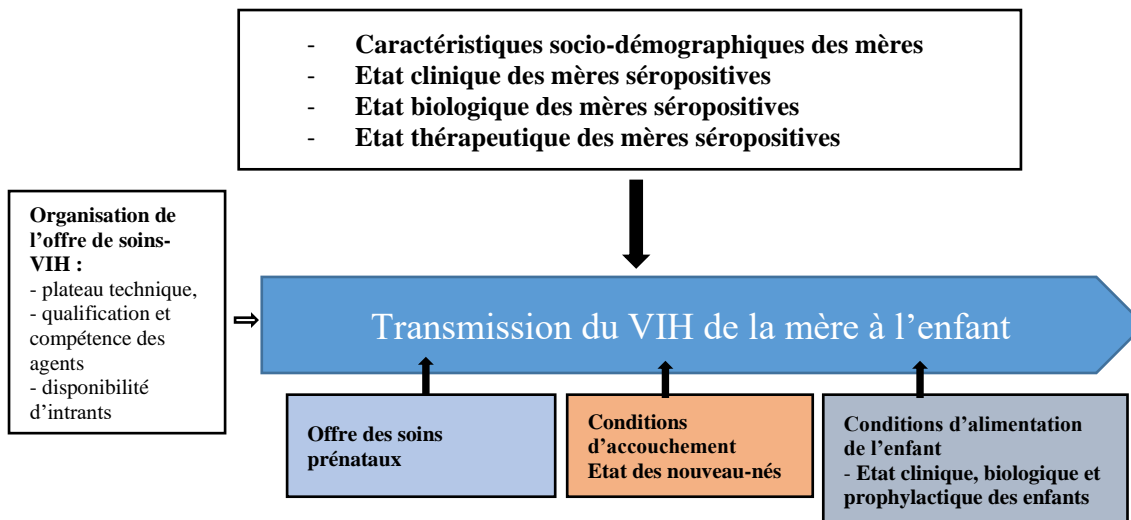 - Caractéristiques socio-démographiques des mères
- Etat clinique des mères séropositives
- Etat biologique des mères séropositives
- Etat thérapeutique des mères séropositives
Organisation de
l’offre de soins-
VIH :
- plateau technique,
- qualification et
compétence des
agents
- disponibilité
d’intrants
Transmission du VIH de la mère à l’enfant
Offre des soins
prénataux
Conditions
d’accouchement
Etat des nouveau-nés
Conditions d’alimentation
de l’enfant
- Etat clinique, biologique et
prophylactique des enfants